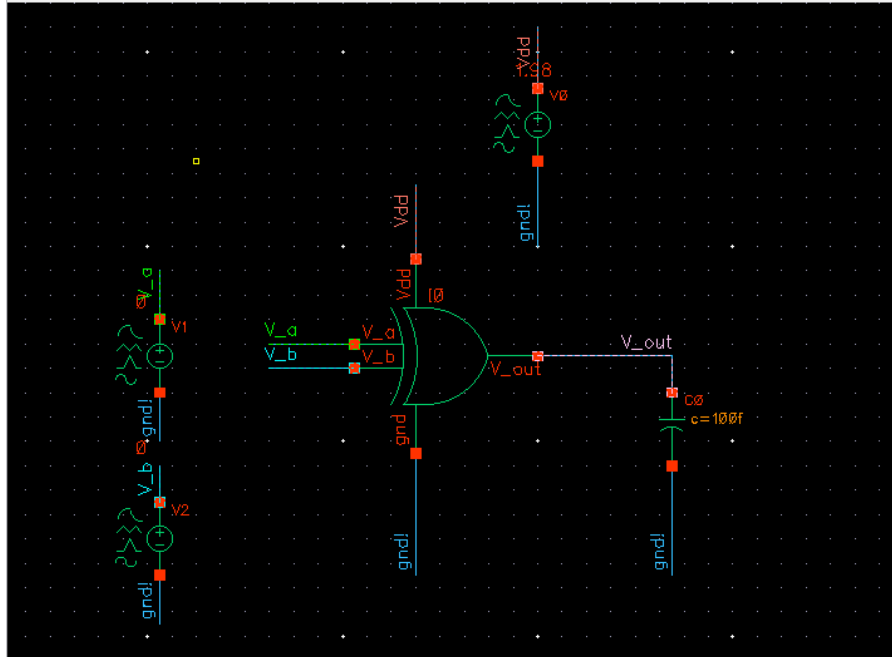 Vdd
1.98
V0
gnd!
Vdd
Vdd
I0
V_a
0
V1
gnd!
V_a
V_b
V_a
V_b
V_out
V_out
gnd
gnd!
C0
c=100f
gnd!
0
V_b
V2
gnd!